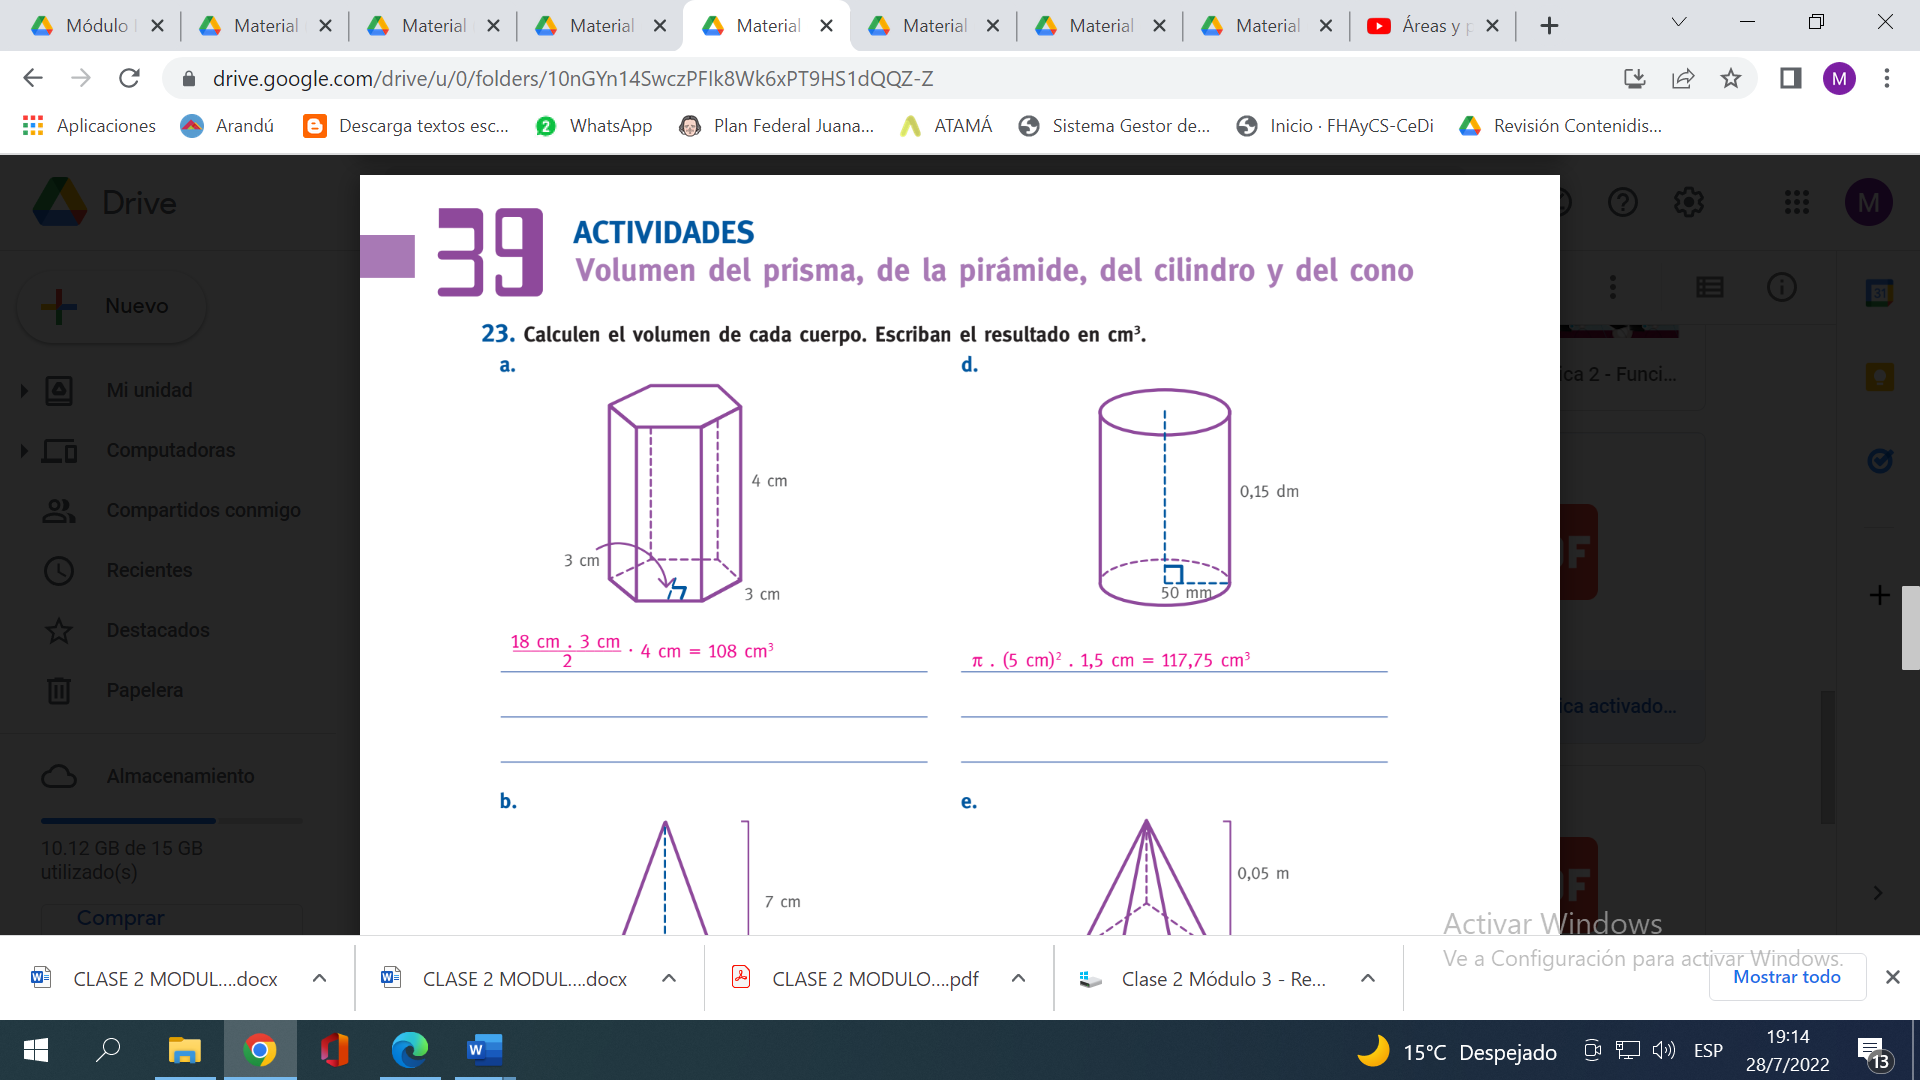 Módulo
Material
Material
Material
Material
Material
Material
Material
Áreas y p
drive.google.com/drive/u/0/folders/10nGYn14SwczPFIk8Wk6xPT9HS1dQQZ-Z
M
Aplicaciones
Arandú
Descarga textos esc...
WhatsApp
Plan Federal Juana...
ATAMÁ
Sistema Gestor de...
Inicio · FHAyCS-CeDi
Revisión Contenidis...
Drive
M
Nuevo
Mi unidad
Computadoras
Compartidos conmigo
Recientes
Destacados
Papelera
Almacenamiento
10.12 GB de 15 GB
utilizado(s)
Comprar
39
ACTIVIDADES
Volumen del prisma, de la pirámide, del cilindro y del cono
23. Calculen el volumen de cada cuerpo. Escriban el resultado en cm³.
a.
4 cm
3 cm
3 cm
18 cm . 3 cm / 2 · 4 cm = 108 cm³
d.
0,15 dm
50 mm
π . (5 cm)² . 1,5 cm = 117,75 cm³
b.
7 cm
e.
0,05 m
ica 2 - Funci...
ica activado...
31
Activar Windows
Ve a Configuración para activar Windows.
CLASE 2 MODUL....docx
CLASE 2 MODUL....docx
CLASE 2 MODULO....pdf
Clase 2 Módulo 3 - Re...
Mostrar todo
15°C Despejado
ESP
19:14
28/7/2022
13